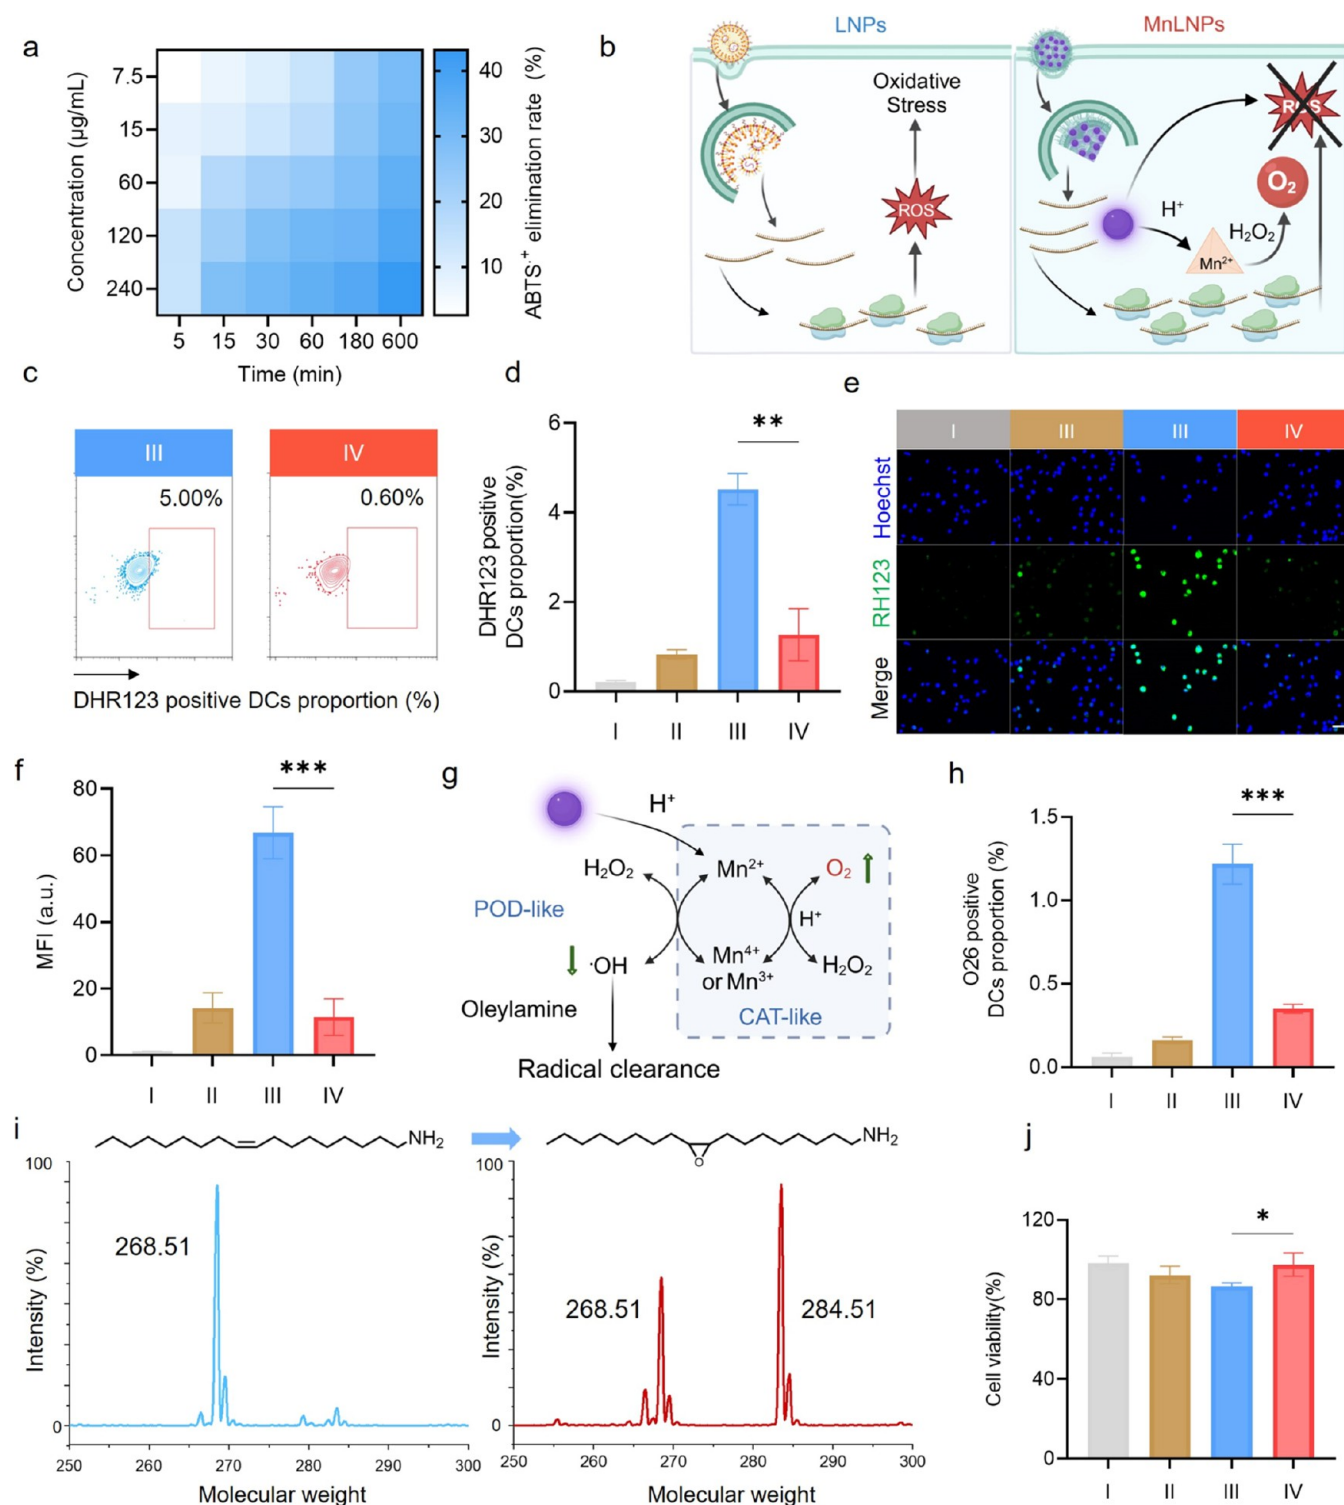 a
Concentration (µg/mL)
7.5
15
60
120
240
5 15 30 60 180 600
Time (min)
40
30
20
10
ABTS·+ elimination rate (%)
b
LNPs
MnLNPs
Oxidative
Stress
ROS
ROS
O₂
H⁺
H₂O₂
Mn²⁺
c
III
IV
5.00%
0.60%
DHR123 positive DCs proportion (%)
d
DHR123 positive
DCs proportion(%)
6
4
2
0
**
I II III IV
e
I III III IV
Hoechst
RH123
Merge
f
MFI (a.u.)
80
60
40
20
0
***
I II III IV
g
H⁺
H₂O₂
Mn²⁺
O₂
POD-like
H⁺
·OH
Mn⁴⁺
or Mn³⁺
H₂O₂
Oleylamine
CAT-like
Radical clearance
h
O26 positive
DCs proportion (%)
1.5
1.0
0.5
0.0
***
I II III IV
i
NH₂
NH₂
O
Intensity (%)
100
0
268.51
250 260 270 280 290 300
Molecular weight
Intensity (%)
100
0
268.51
284.51
250 260 270 280 290 300
Molecular weight
j
Cell viability(%)
120
80
40
0
*
I II III IV